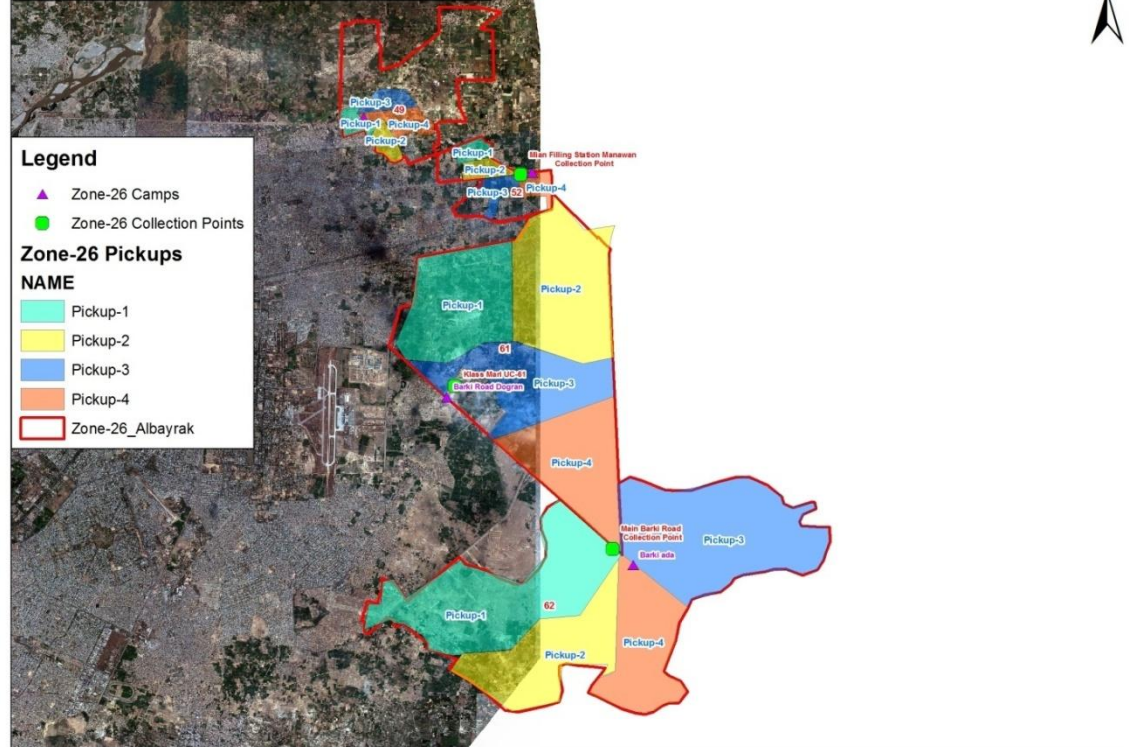 Legend
Zone-26 Camps
Zone-26 Collection Points
Zone-26 Pickups
NAME
Pickup-1
Pickup-2
Pickup-3
Pickup-4
Zone-26_Albayrak
Pickup-3
49
Pickup-1
Pickup-4
Pickup-2
Pickup-1
Mian Filling Station Manawan
Collection Point
Pickup-2
Pickup-3
52
Pickup-4
Pickup-2
Pickup-1
61
Klass Mart UC-61
Pickup-3
Barki Road Dogran
Pickup-4
Main Barki Road
Collection Point
Pickup-3
Barki ada
62
Pickup-1
Pickup-4
Pickup-2